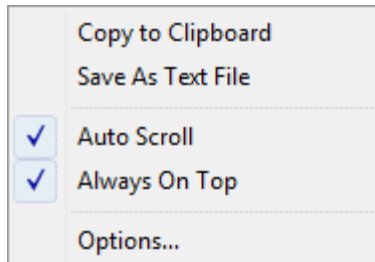 Copy to Clipboard
Save As Text File
Auto Scroll
Always On Top
Options...